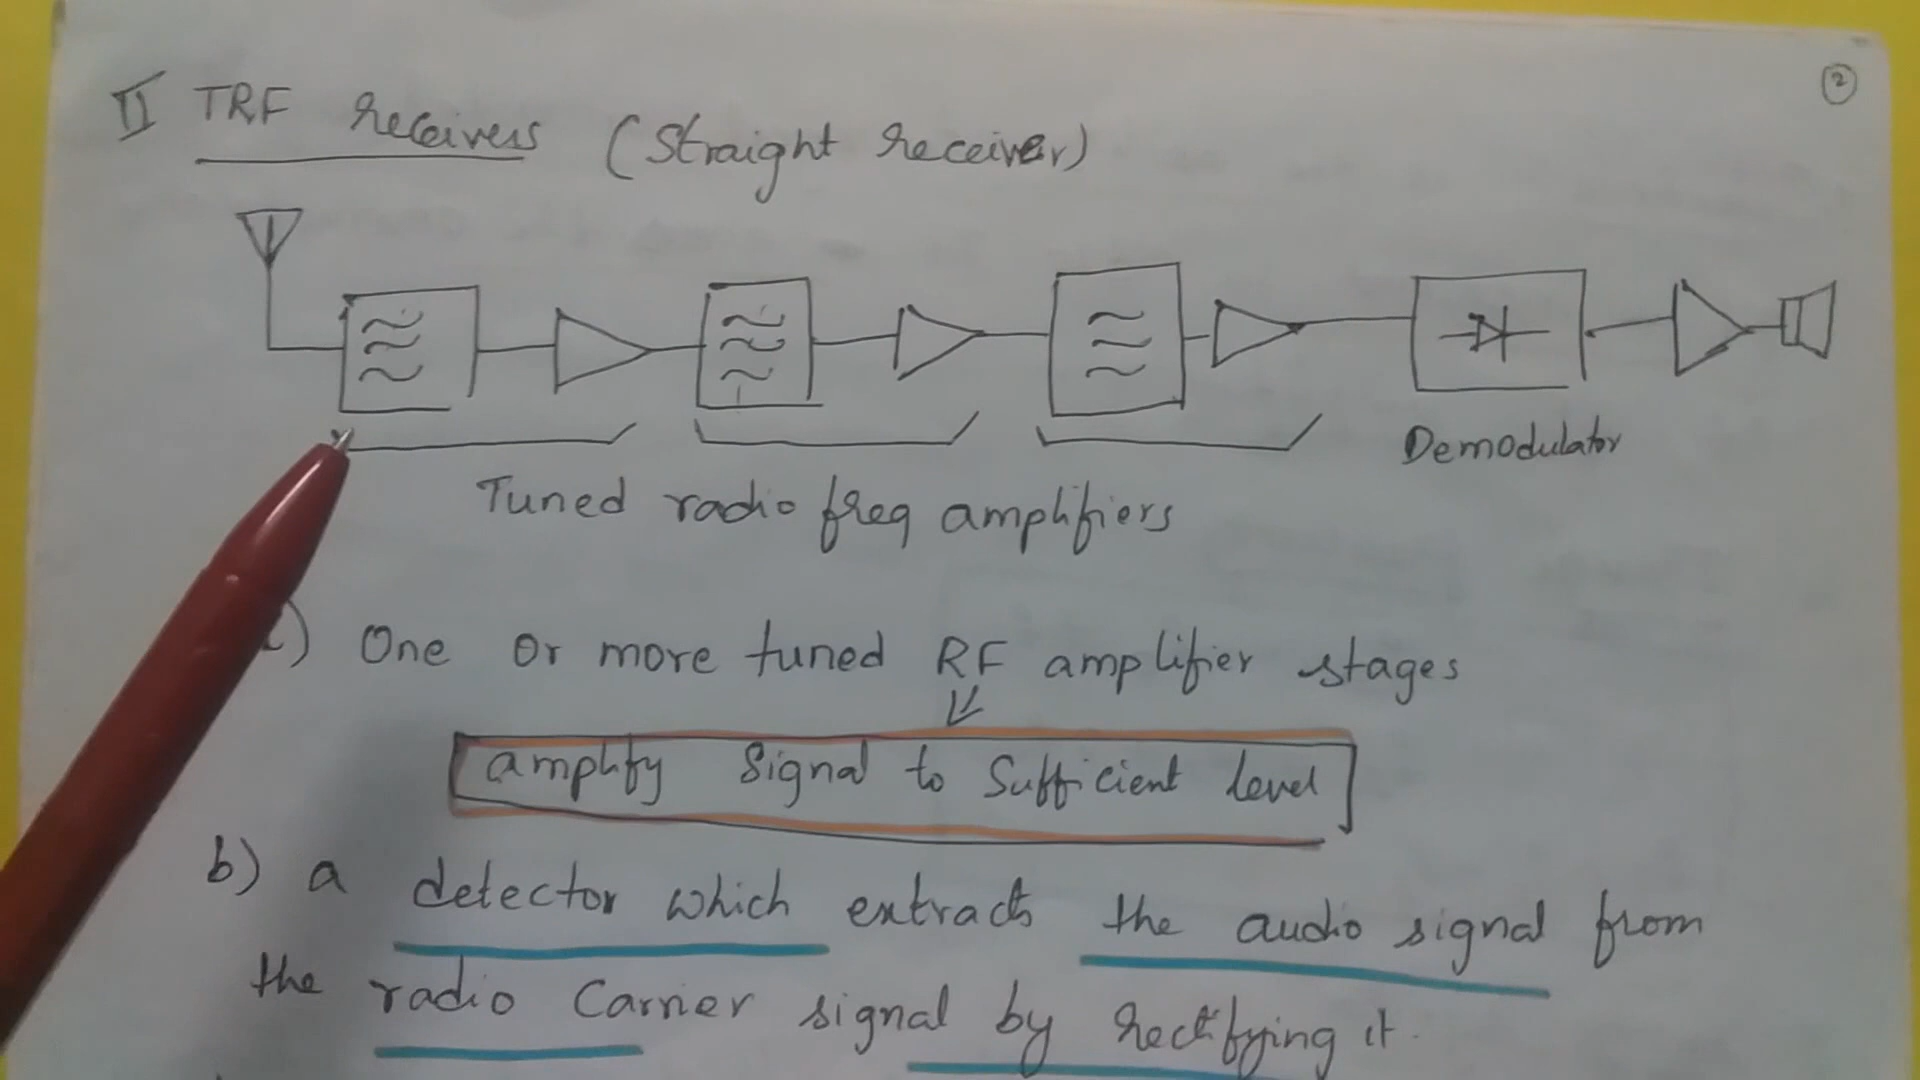 2
II TRF receivers (Straight receiver)
Demodulator
Tuned radio freq amplifiers
) One or more tuned RF amplifier stages
amplify Signal to Sufficient level
b) a detector which extracts the audio signal from
the radio Carrier signal by rectifying it.